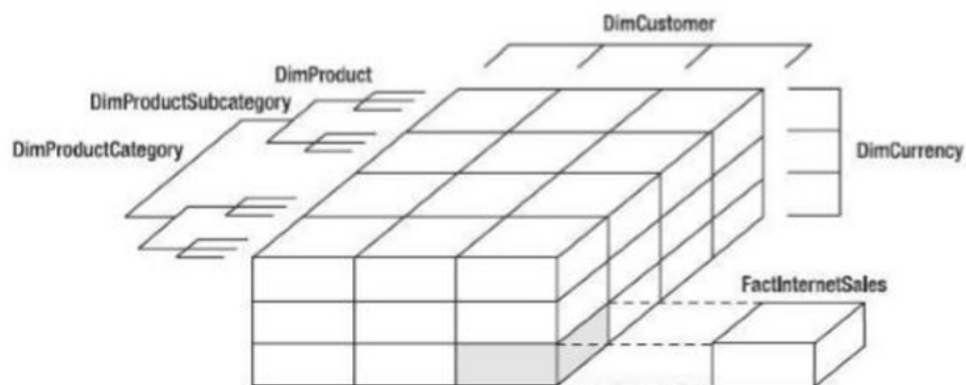 DimCustomer
DimProduct
DimProductSubcategory
DimProductCategory
DimCurrency
FactInternetSales